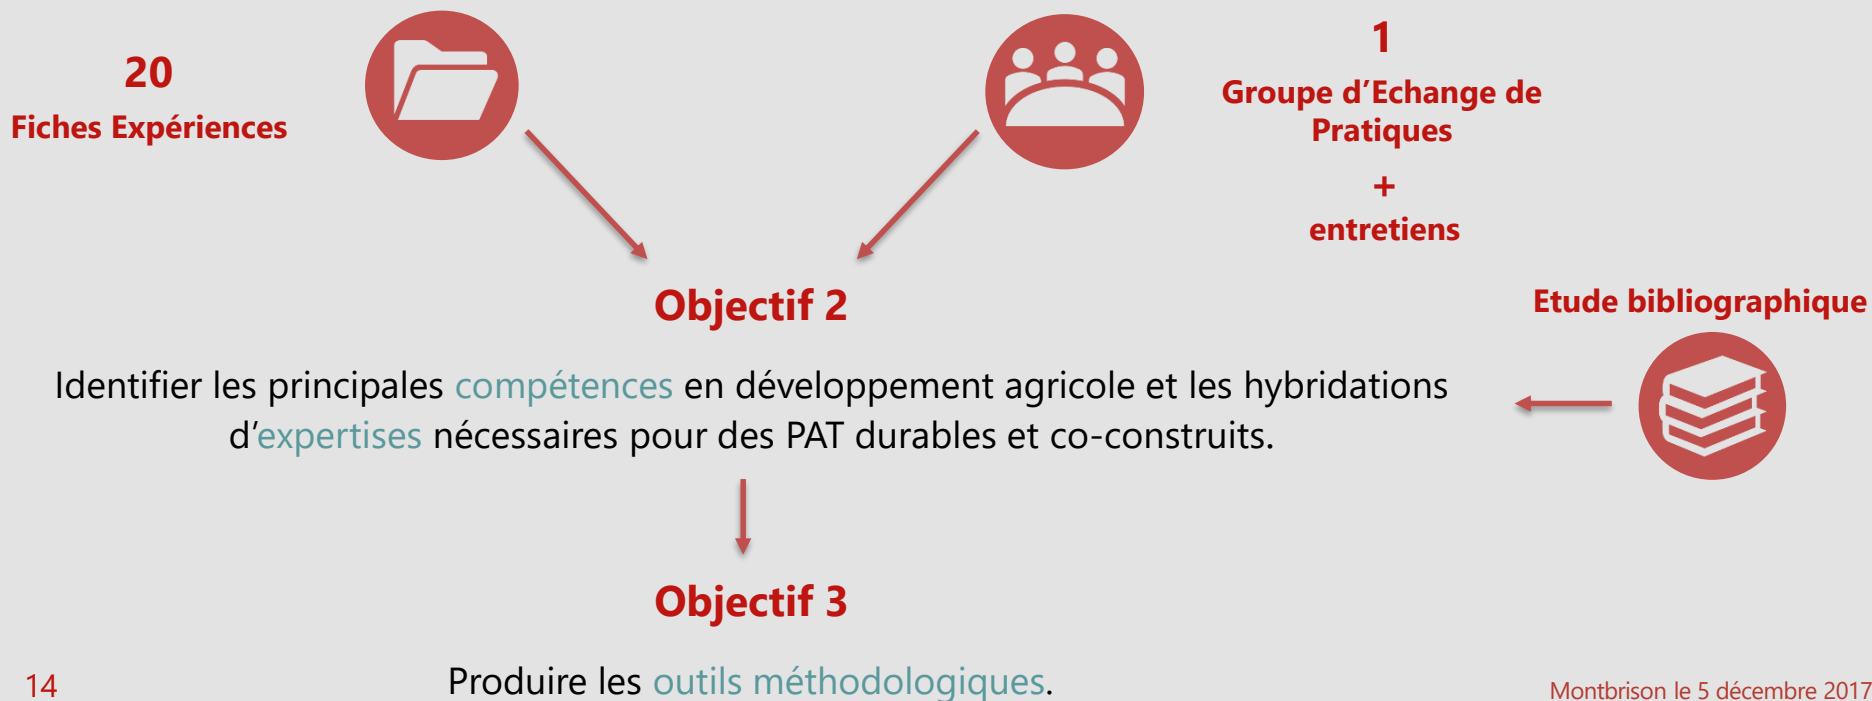 20
Fiches Expériences
1
Groupe d’Echange de
Pratiques
+
entretiens
Objectif 2
Etude bibliographique
Identifier les principales compétences en développement agricole et les hybridations
d’expertises nécessaires pour des PAT durables et co-construits.
Objectif 3
Produire les outils méthodologiques.
14
Montbrison le 5 décembre 2017